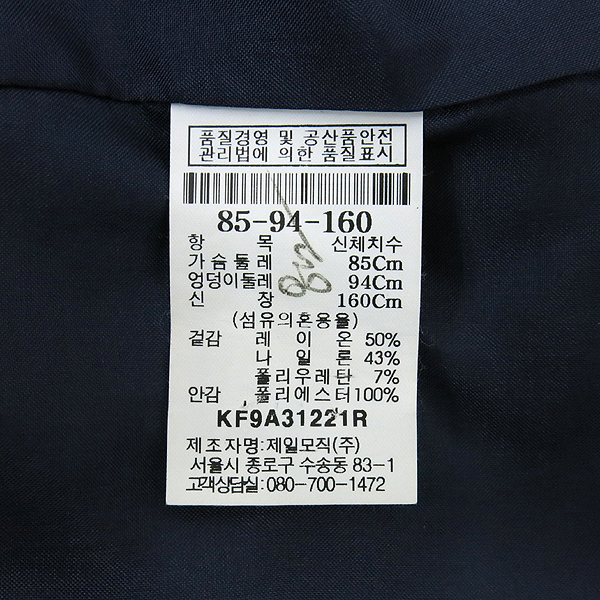 품질경영 및 공산품안전
관리법에 의한 품질표시
85-94-160
항 목 신체치수
가슴둘레 85Cm
엉덩이둘레 94Cm
신 장 160Cm
(섬유의혼용율)
겉감 레 이 온 50%
나 일 론 43%
폴리우레탄 7%
안감 폴리에스터100%
KF9A31221R
제조자명:제일모직(주)
서울시 종로구 수송동 83-1
고객상담실:080-700-1472